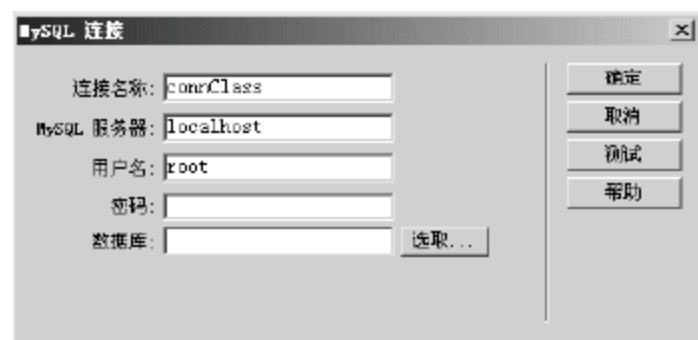 MySQL 连接
连接名称: connClass
确定
MySQL 服务器: localhost
取消
用户名: root
测试
密码:
帮助
数据库:
选取...